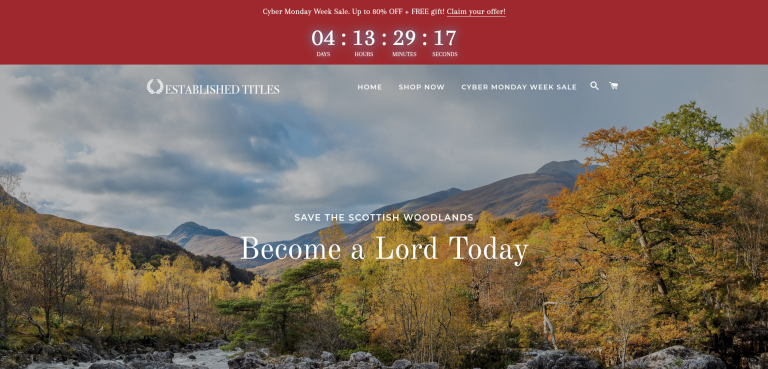 Cyber Monday Week Sale. Up to 80% OFF + FREE gift! Claim your offer!
04 : 13 : 29 : 17
DAYS HOURS MINUTES SECONDS
ESTABLISHED TITLES
HOME SHOP NOW CYBER MONDAY WEEK SALE
SAVE THE SCOTTISH WOODLANDS
Become a Lord Today